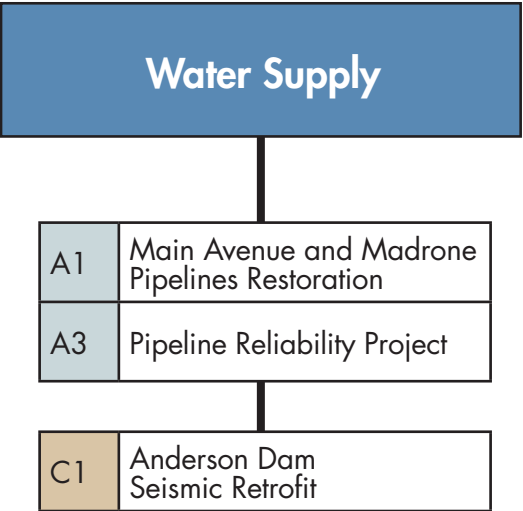 Water Supply
A1
Main Avenue and Madrone
Pipelines Restoration
A3
Pipeline Reliability Project
C1
Anderson Dam
Seismic Retrofit